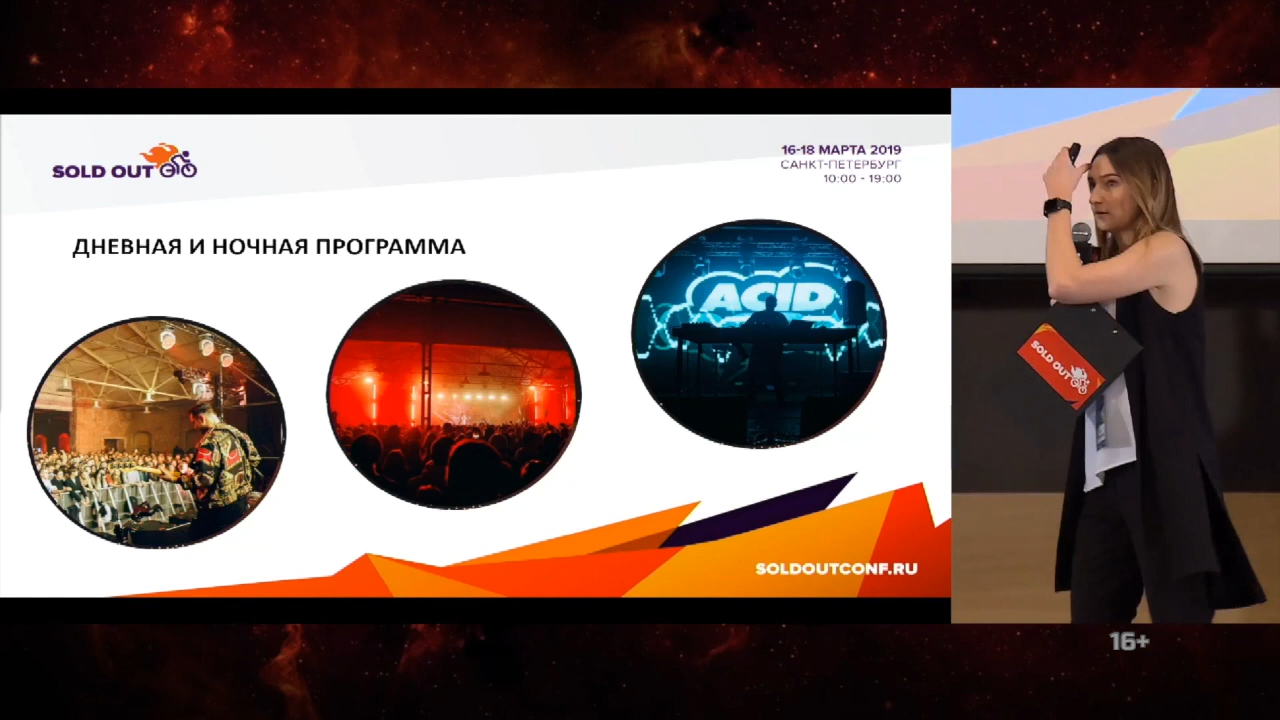 SOLD OUT
16-18 МАРТА 2019
САНКТ-ПЕТЕРБУРГ
10:00 - 19:00
ДНЕВНАЯ И НОЧНАЯ ПРОГРАММА
ACID
SOLDOUTCONF.RU
SOLD OUT
16+